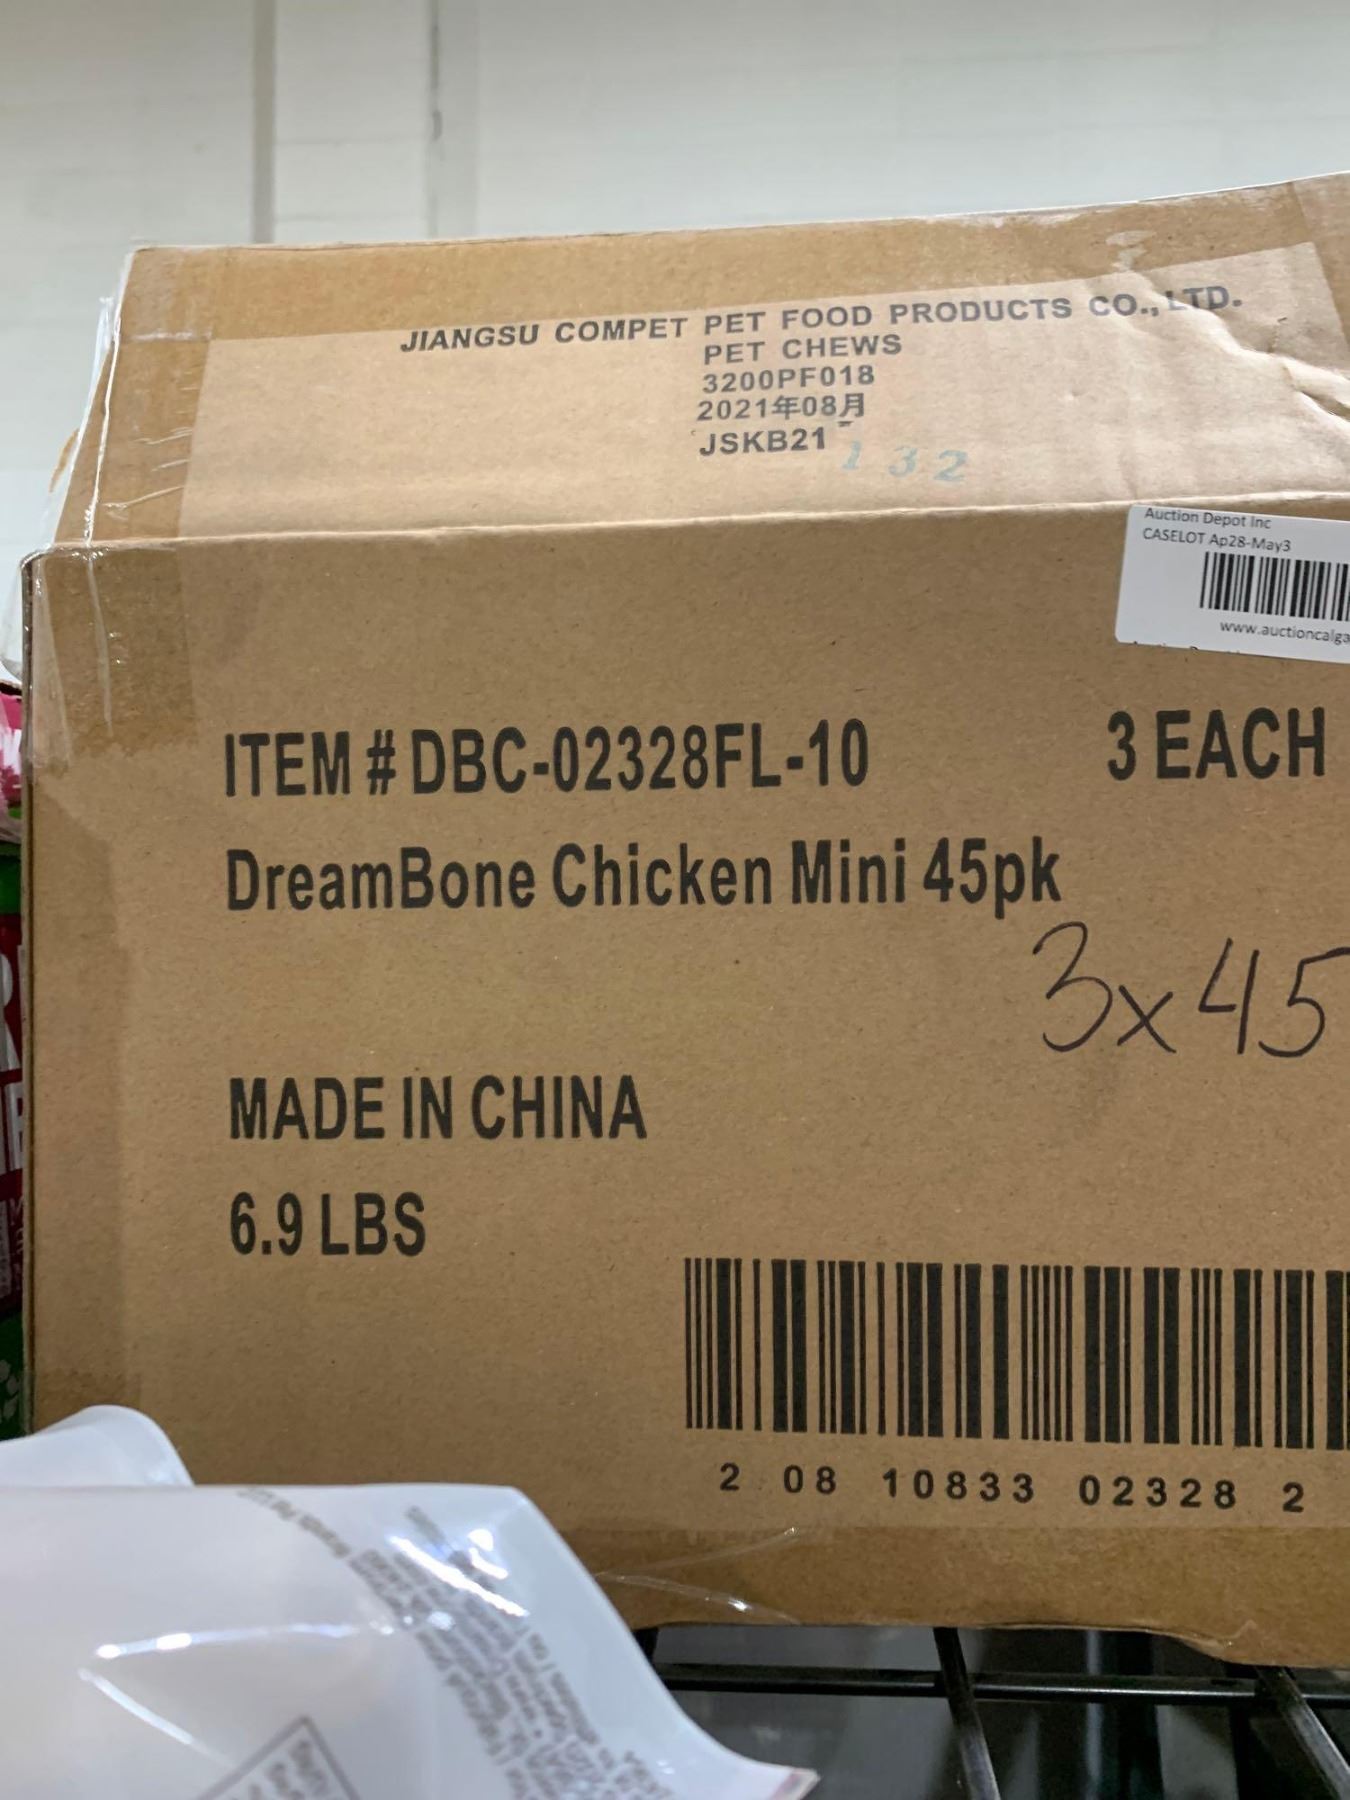 JIANGSU COMPET PET FOOD PRODUCTS CO., LTD.
PET CHEWS
3200PF018
2021年08月
JSKB21 132
Auction Depot Inc
CASELOT Ap28-May3
www.auctioncalga
ITEM # DBC-02328FL-10 3 EACH
DreamBone Chicken Mini 45pk
3x45
MADE IN CHINA
6.9 LBS
2 08 10833 02328 2